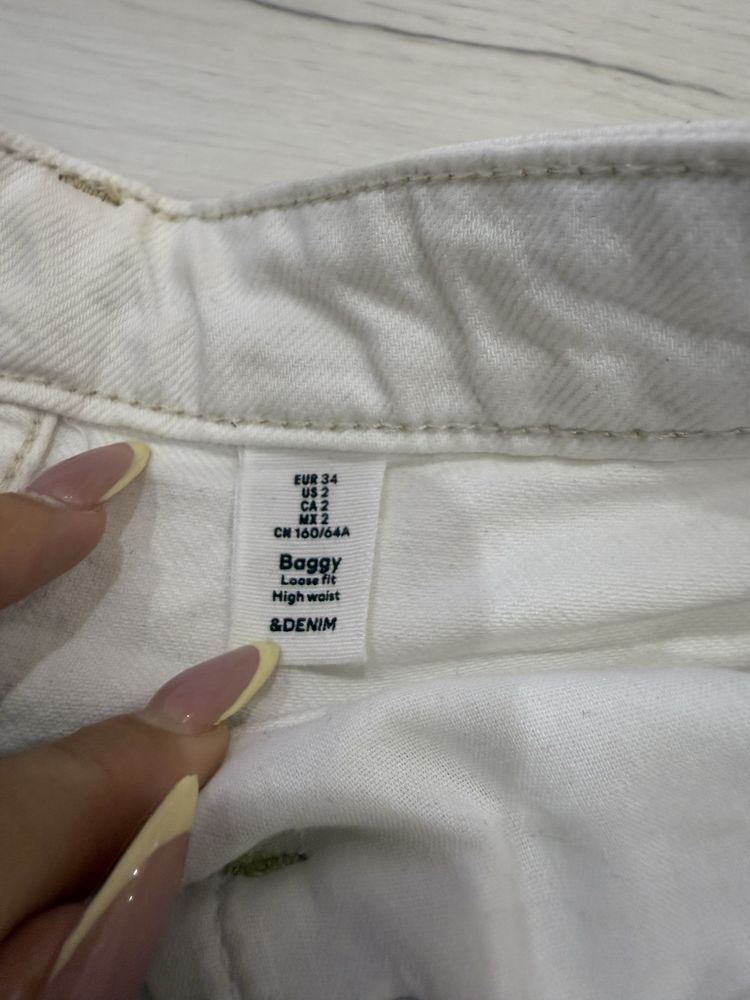 EUR 34
US 2
CA 2
MX 2
CN 160/64A
Baggy
Loose fit
High waist
&DENIM